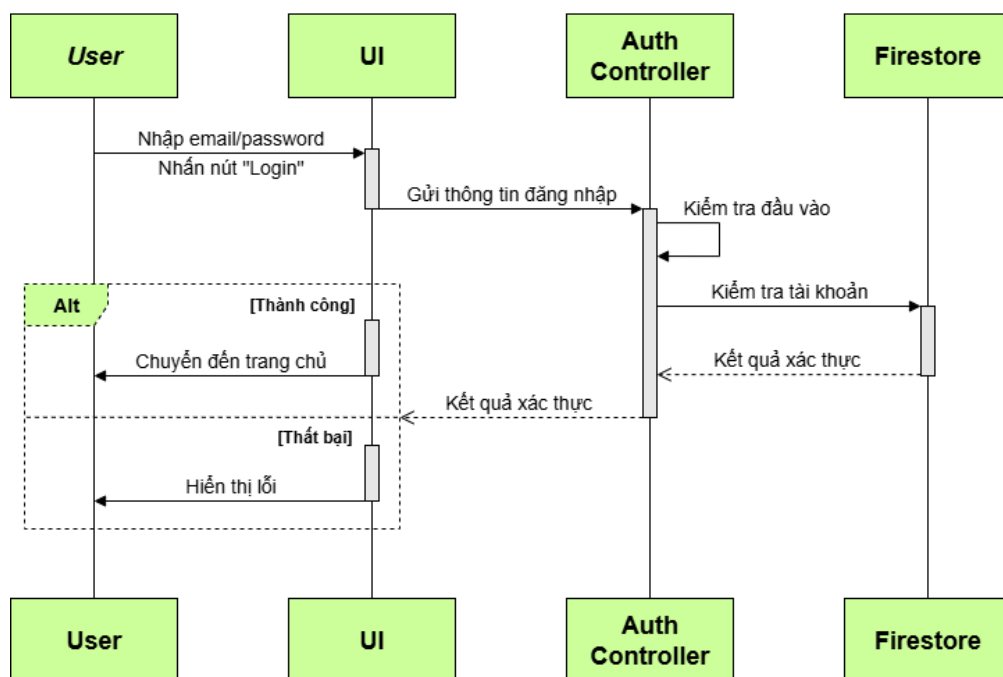 User
UI
Auth
Controller
Firestore
Nhập email/password
Nhấn nút "Login"
Gửi thông tin đăng nhập
Kiểm tra đầu vào
Alt
[Thành công]
Kiểm tra tài khoản
Chuyển đến trang chủ
Kết quả xác thực
Kết quả xác thực
[Thất bại]
Hiển thị lỗi
User
UI
Auth
Controller
Firestore